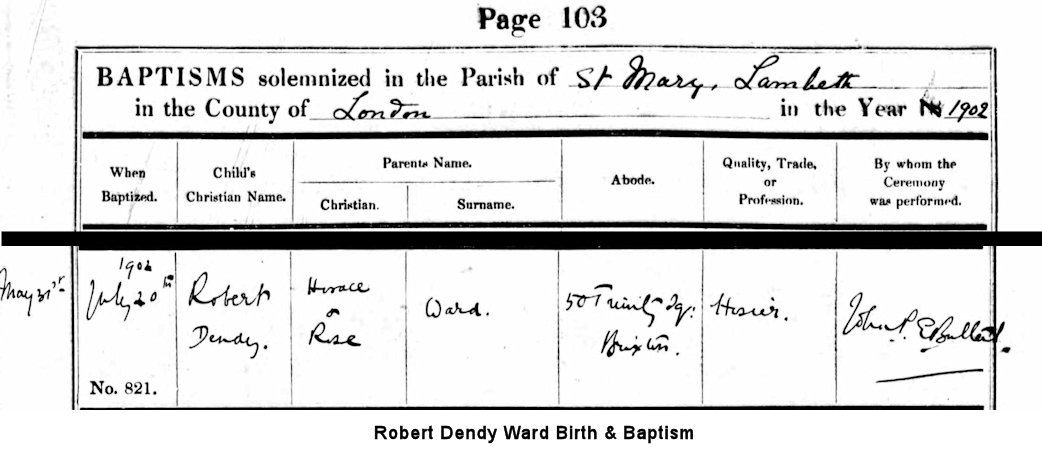 Page 103
BAPTISMS solemnized in the Parish of St Mary, Lambeth
in the County of London in the Year 1902
When Baptized.
Child's Christian Name.
Parents Name.
Christian.
Surname.
Abode.
Quality, Trade, or Profession.
By whom the Ceremony was performed.
May 31st
1902
July 20th
Robert
Dendy.
Horace
&
Rose
Ward.
50 Trinity Sq:
Brixton.
Hosier.
John P. E. Bulteel.
No. 821.
Robert Dendy Ward Birth & Baptism